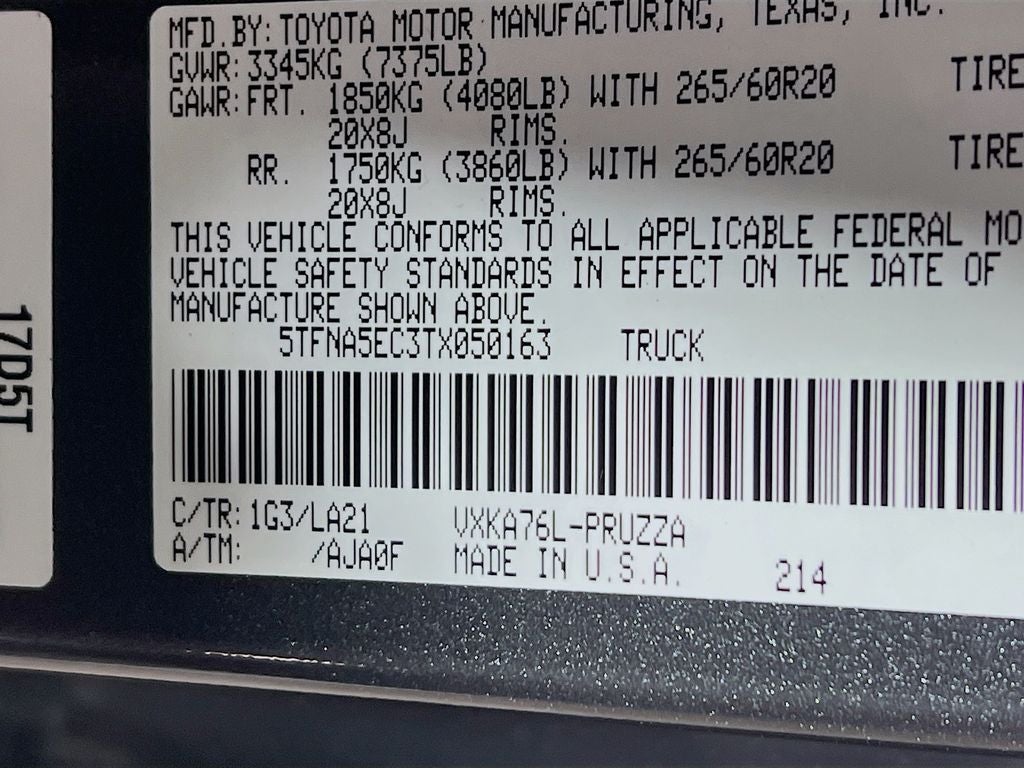 MFD.BY: TOYOTA MOTOR MANUFACTURING, TEXAS, INC.
GVWR: 3345KG (7375LB)
GAWR: FRT. 1850KG (4080LB) WITH 265/60R20 TIRE
20X8J RIMS.
RR. 1750KG (3860LB) WITH 265/60R20 TIRE
20X8J RIMS.
THIS VEHICLE CONFORMS TO ALL APPLICABLE FEDERAL MO
VEHICLE SAFETY STANDARDS IN EFFECT ON THE DATE OF
MANUFACTURE SHOWN ABOVE.
5TFNA5EC3TX050163 TRUCK
C/TR: 1G3/LA21 VXKA76L-PRUZZA
A/TM: /AJA0F MADE IN U.S.A. 214